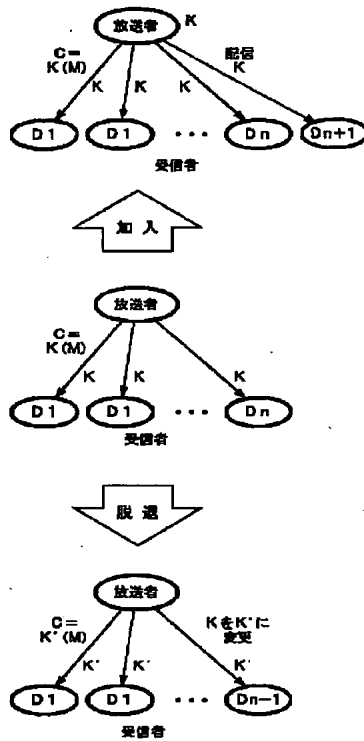 放送者 K
C=
K(M)
配信
K
K K K
D1 D1 ・・・ Dn Dn+1
受信者
加入
放送者
C=
K(M)
K K K
D1 D1 ・・・ Dn
受信者
脱退
放送者
C=
K'(M)
KをK'に
変更
K' K' K'
D1 D1 ・・・ Dn-1
受信者